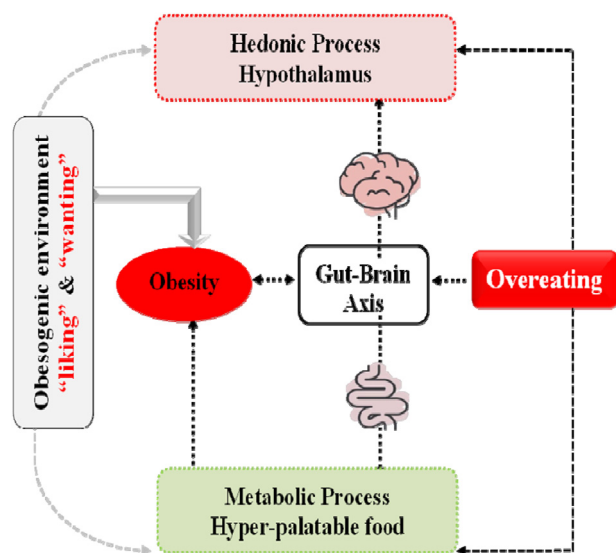 Hedonic Process
Hypothalamus
Obesogenic environment
“liking” & “wanting”
Obesity
Gut-Brain
Axis
Overeating
Metabolic Process
Hyper-palatable food